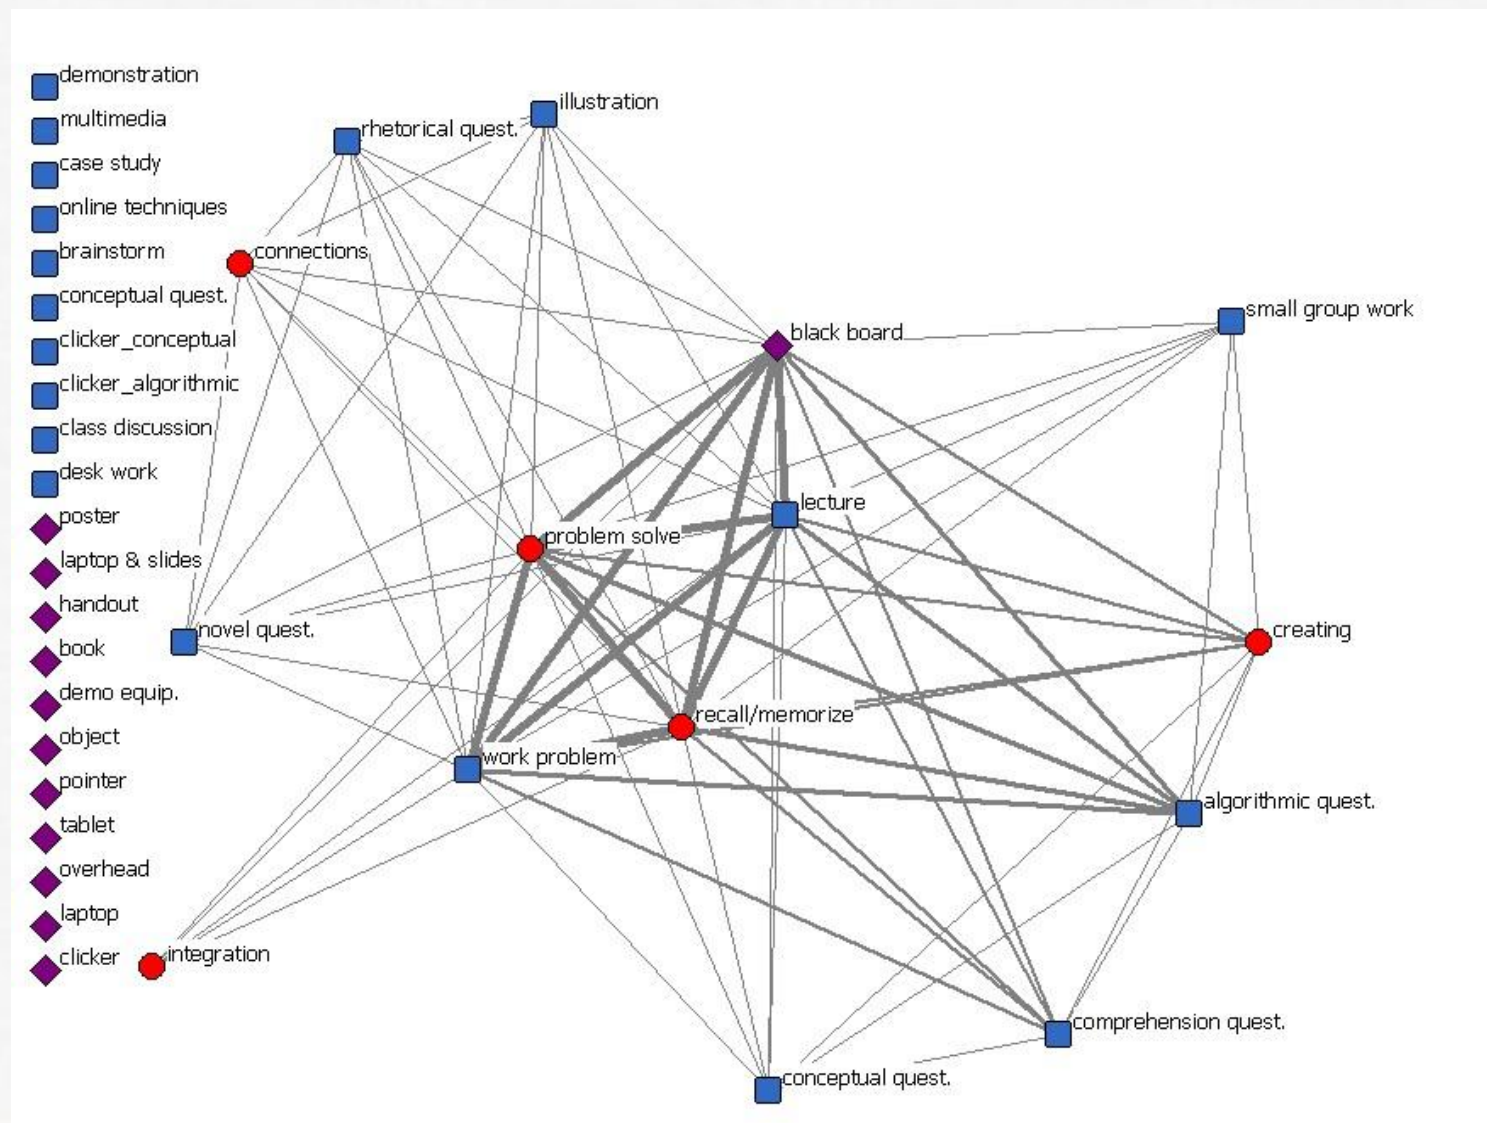 demonstration
multimedia
case study
online techniques
brainstorm
conceptual quest.
clicker_conceptual
clicker_algorithmic
class discussion
desk work
poster
laptop & slides
handout
book
demo equip.
object
pointer
tablet
overhead
laptop
clicker
illustration
rhetorical quest.
connections
small group work
black board
lecture
problem solve
novel quest.
creating
recall/memorize
work problem
algorithmic quest.
integration
comprehension quest.
conceptual quest.